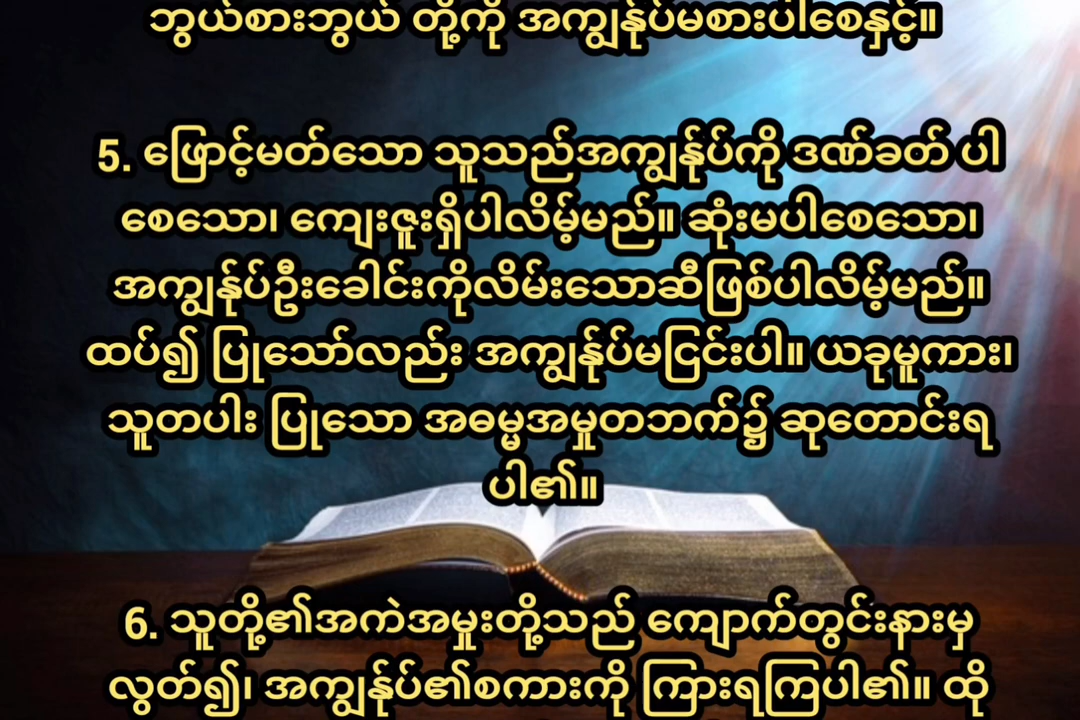 ဘွယ်စားဘွယ် တို့ကို အကျွန်ုပ်မစားပါစေနှင့်။
5. ဖြောင့်မတ်သော သူသည်အကျွန်ုပ်ကို ဒဏ်ခတ် ပါ
စေသော၊ ကျေးဇူးရှိပါလိမ့်မည်။ ဆုံးမပါစေသော၊
အကျွန်ုပ်ဦးခေါင်းကိုလိမ်းသောဆီဖြစ်ပါလိမ့်မည်။
ထပ်၍ ပြုသော်လည်း အကျွန်ုပ်မငြင်းပါ။ ယခုမူကား၊
သူတပါး ပြုသော အဓမ္မအမှုတဘက်၌ ဆုတောင်းရ
ပါ၏။
6. သူတို့၏အကဲအမှူးတို့သည် ကျောက်တွင်းနားမှ
လွတ်၍၊ အကျွန်ုပ်၏စကားကို ကြားရကြပါ၏။ ထို